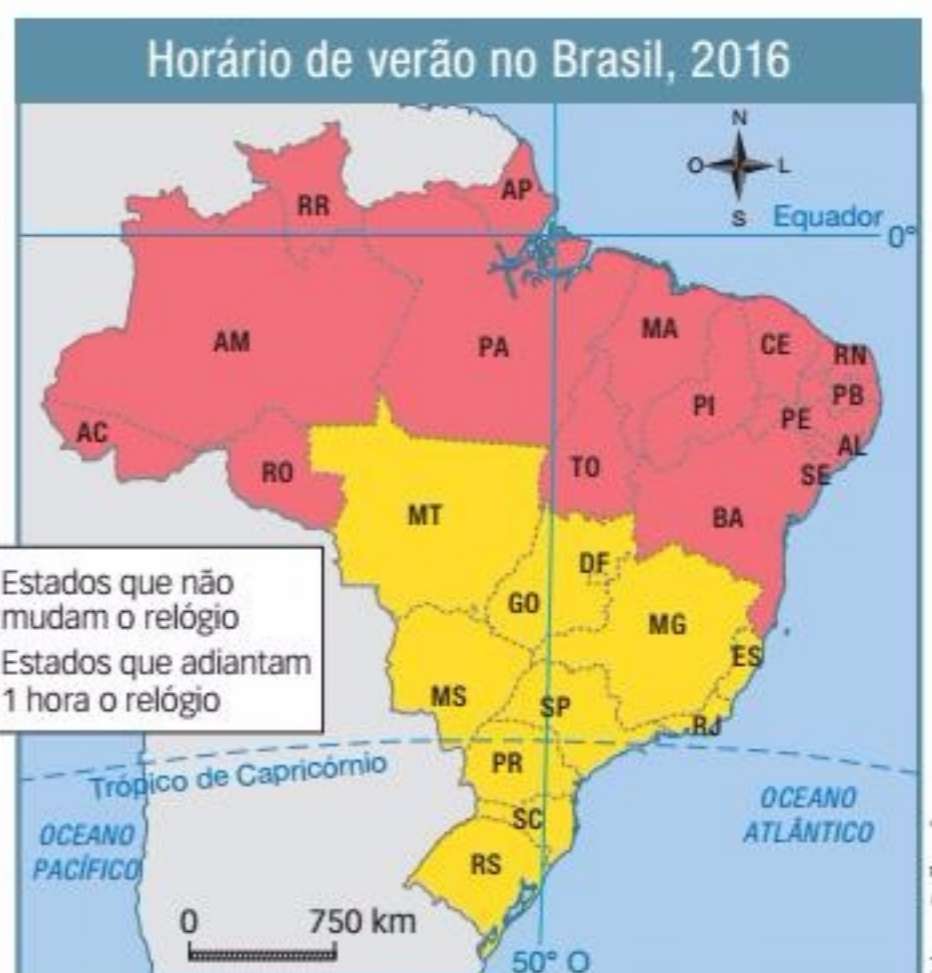 Horário de verão no Brasil, 2016
N
O
L
S
Equador
0°
RR
AP
AM
PA
MA
CE
RN
PB
PI
PE
AC
AL
RO
TO
SE
MT
BA
DF
GO
MG
ES
MS
SP
RJ
PR
SC
RS
Estados que não
mudam o relógio
Estados que adiantam
1 hora o relógio
Trópico de Capricórnio
OCEANO
PACÍFICO
OCEANO
ATLÂNTICO
0 750 km
50° O